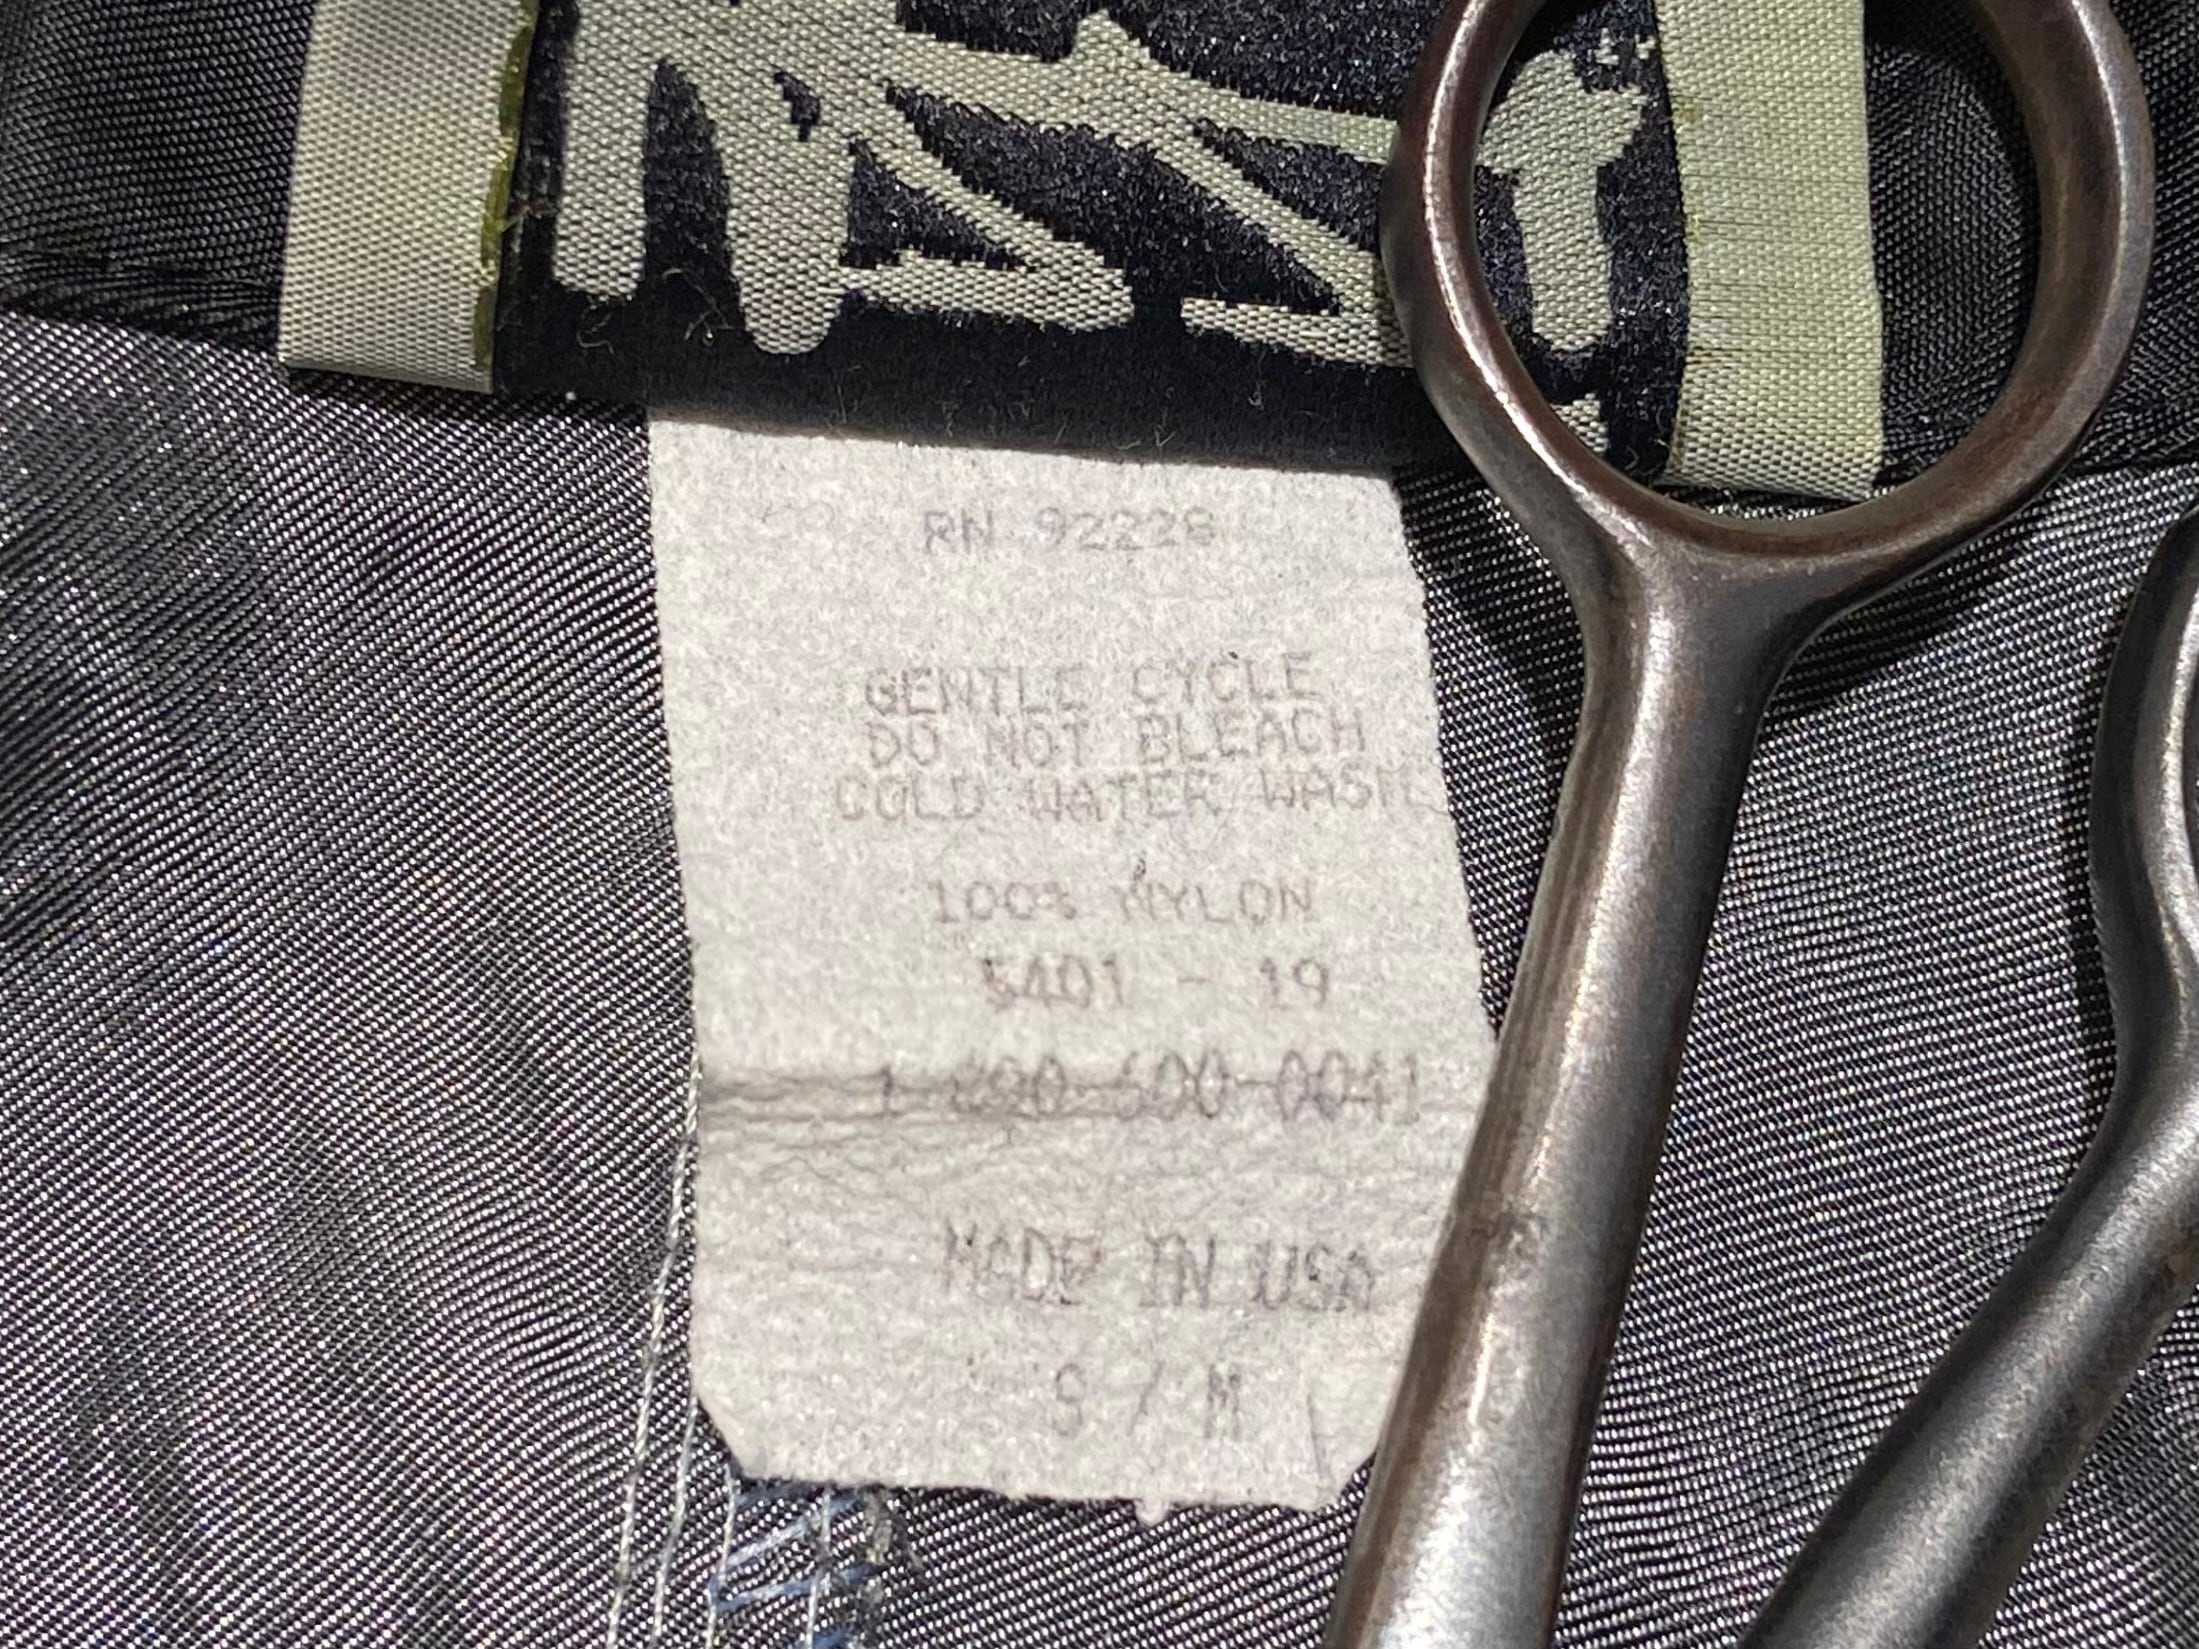 RN 92228
GENTLE CYCLE
DO NOT BLEACH
COLD WATER WASH
100% NYLON
5401 - 19
1-800-600-0041
MADE IN USA
S / M